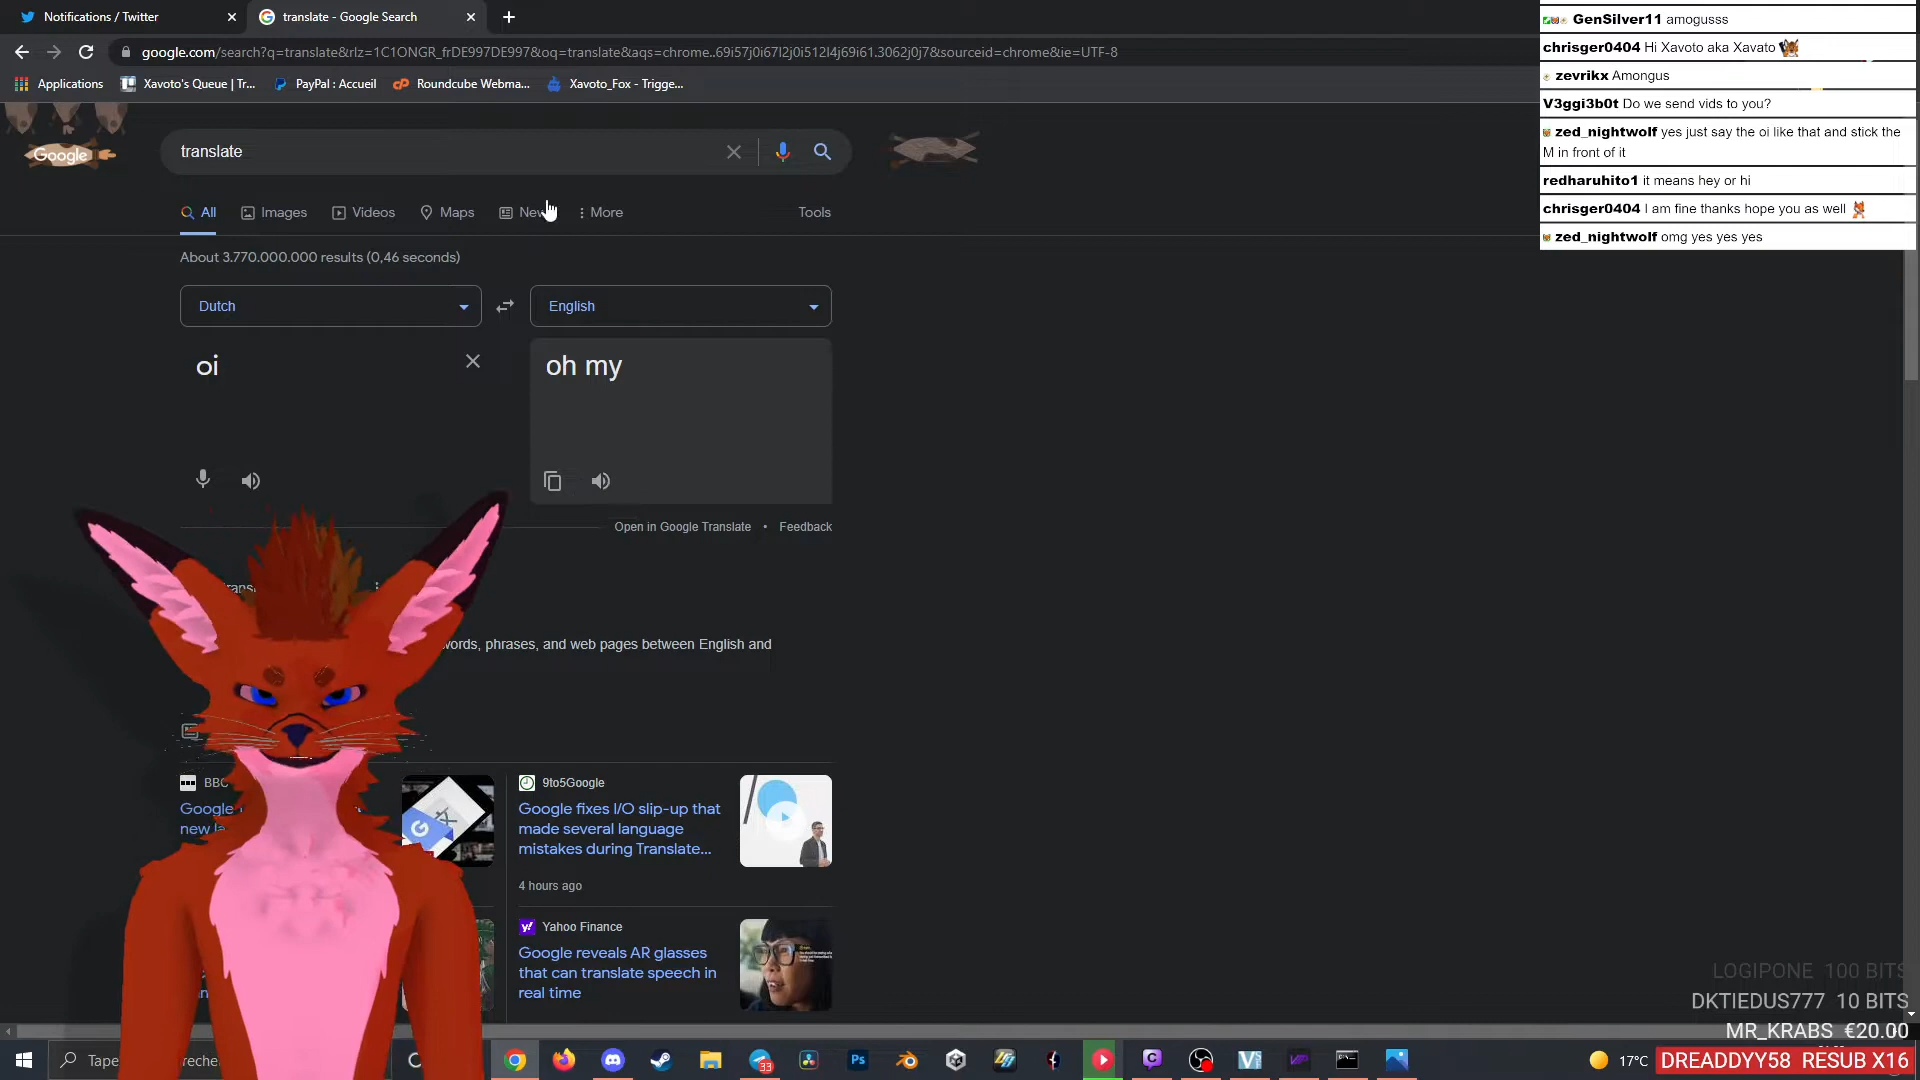 Notifications / Twitter
translate - Google Search
google.com/search?q=translate&rlz=1C1ONGR_frDE997DE997&oq=translate&aqs=chrome..69i57j0i67l2j0i512l4j69i61.3062j0j7&sourceid=chrome&ie=UTF-8
Applications
Xavoto's Queue | Tr...
PayPal : Accueil
Roundcube Webma...
Xavoto_Fox - Trigge...
GenSilver11 amogusss
chrisger0404 Hi Xavoto aka Xavato
zevrikx Amongus
V3ggi3b0t Do we send vids to you?
zed_nightwolf yes just say the oi like that and stick the
M in front of it
redharuhito1 it means hey or hi
chrisger0404 I am fine thanks hope you as well
zed_nightwolf omg yes yes yes
Google
translate
All
Images
Videos
Maps
More
Tools
About 3.770.000.000 results (0,46 seconds)
Dutch
English
oi
oh my
Open in Google Translate • Feedback
words, phrases, and web pages between English and
BBC
Google
new
9to5Google
Google fixes I/O slip-up that
made several language
mistakes during Translate...
4 hours ago
Yahoo Finance
Google reveals AR glasses
that can translate speech in
real time
LOGIPONE 100 BITS
DKTIEDUS777 10 BITS
MR_KRABS €20.00
DREADDYY58 RESUB X16
Tape
33
Ps
17°C